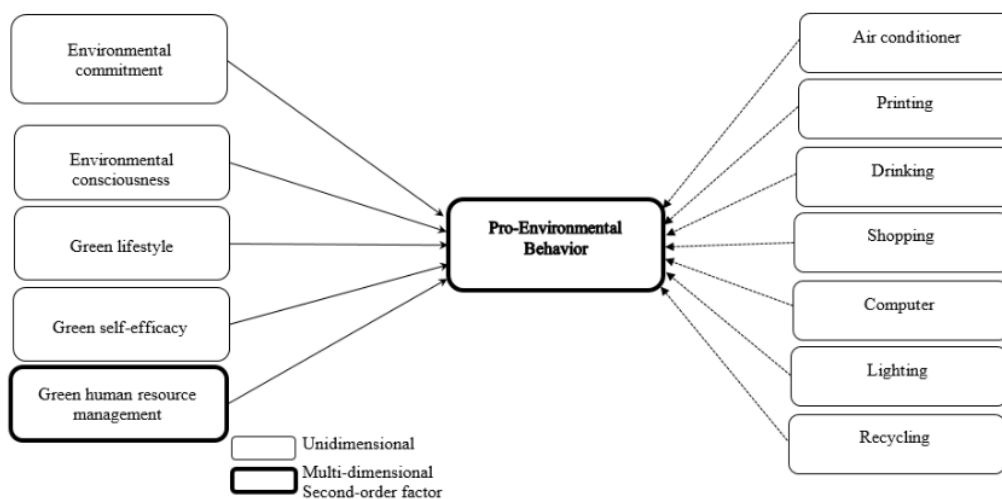 Environmental
commitment
Environmental
consciousness
Green lifestyle
Green self-efficacy
Green human resource
management
Pro-Environmental
Behavior
Air conditioner
Printing
Drinking
Shopping
Computer
Lighting
Recycling
Unidimensional
Multi-dimensional
Second-order factor